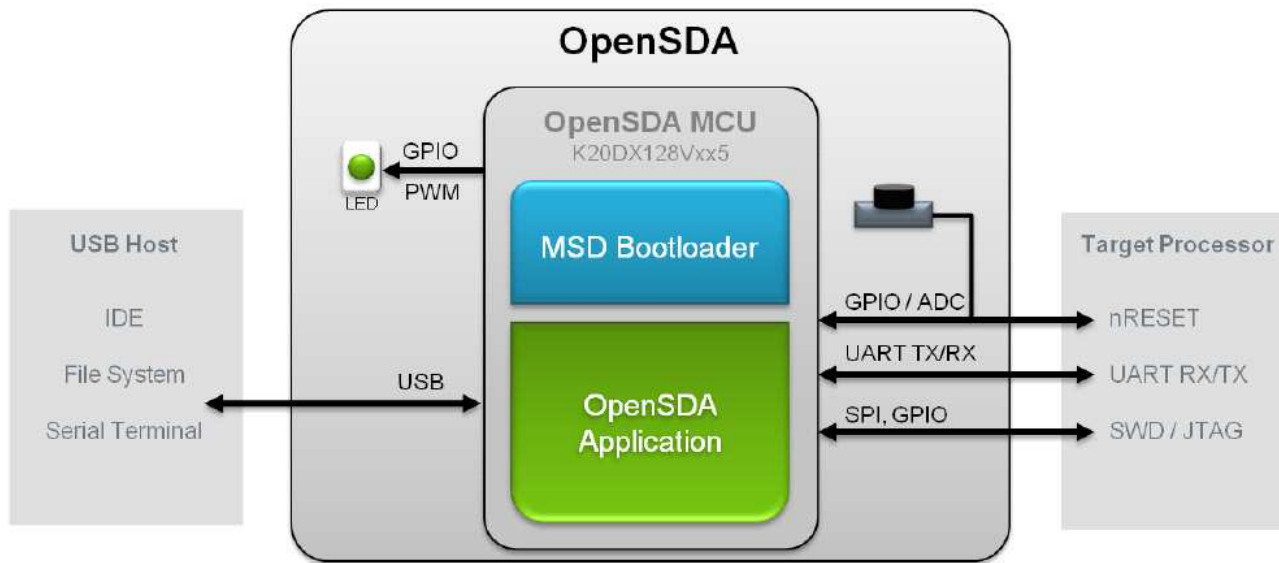 OpenSDA
OpenSDA MCU
K20DX128Vxx5
GPIO
PWM
LED
MSD Bootloader
USB Host
IDE
File System
Serial Terminal
USB
OpenSDA
Application
GPIO / ADC
UART TX/RX
SPI, GPIO
Target Processor
nRESET
UART RX/TX
SWD / JTAG